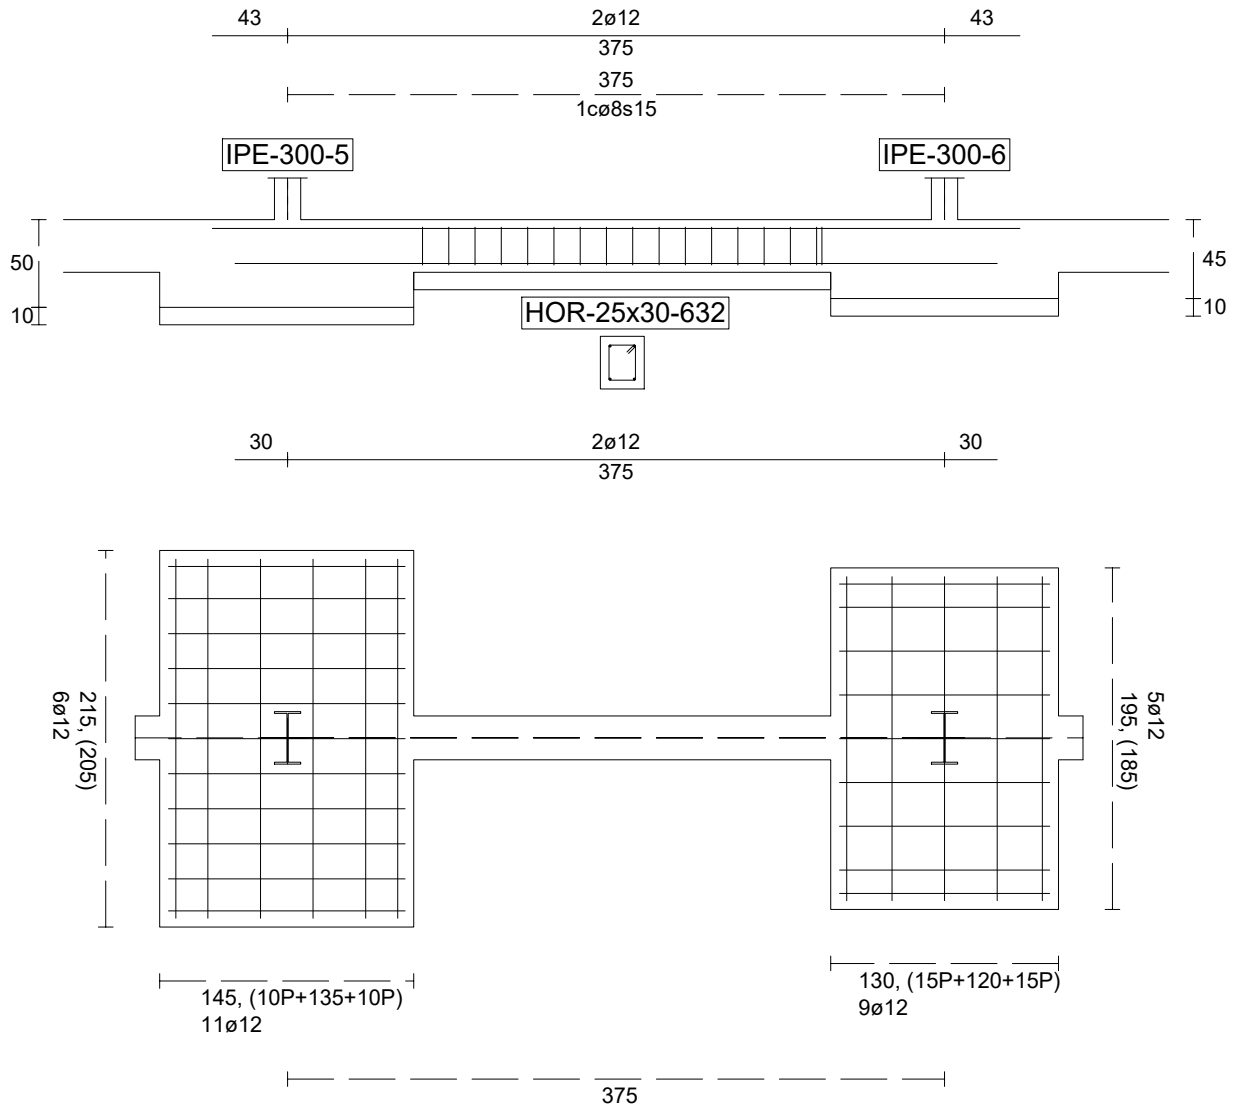 43
2ø12
43
375
375
1cø8s15
IPE-300-5
IPE-300-6
50
45
10
10
HOR-25x30-632
30
2ø12
30
375
215, (205)
6ø12
5ø12
195, (185)
145, (10P+135+10P)
11ø12
130, (15P+120+15P)
9ø12
375